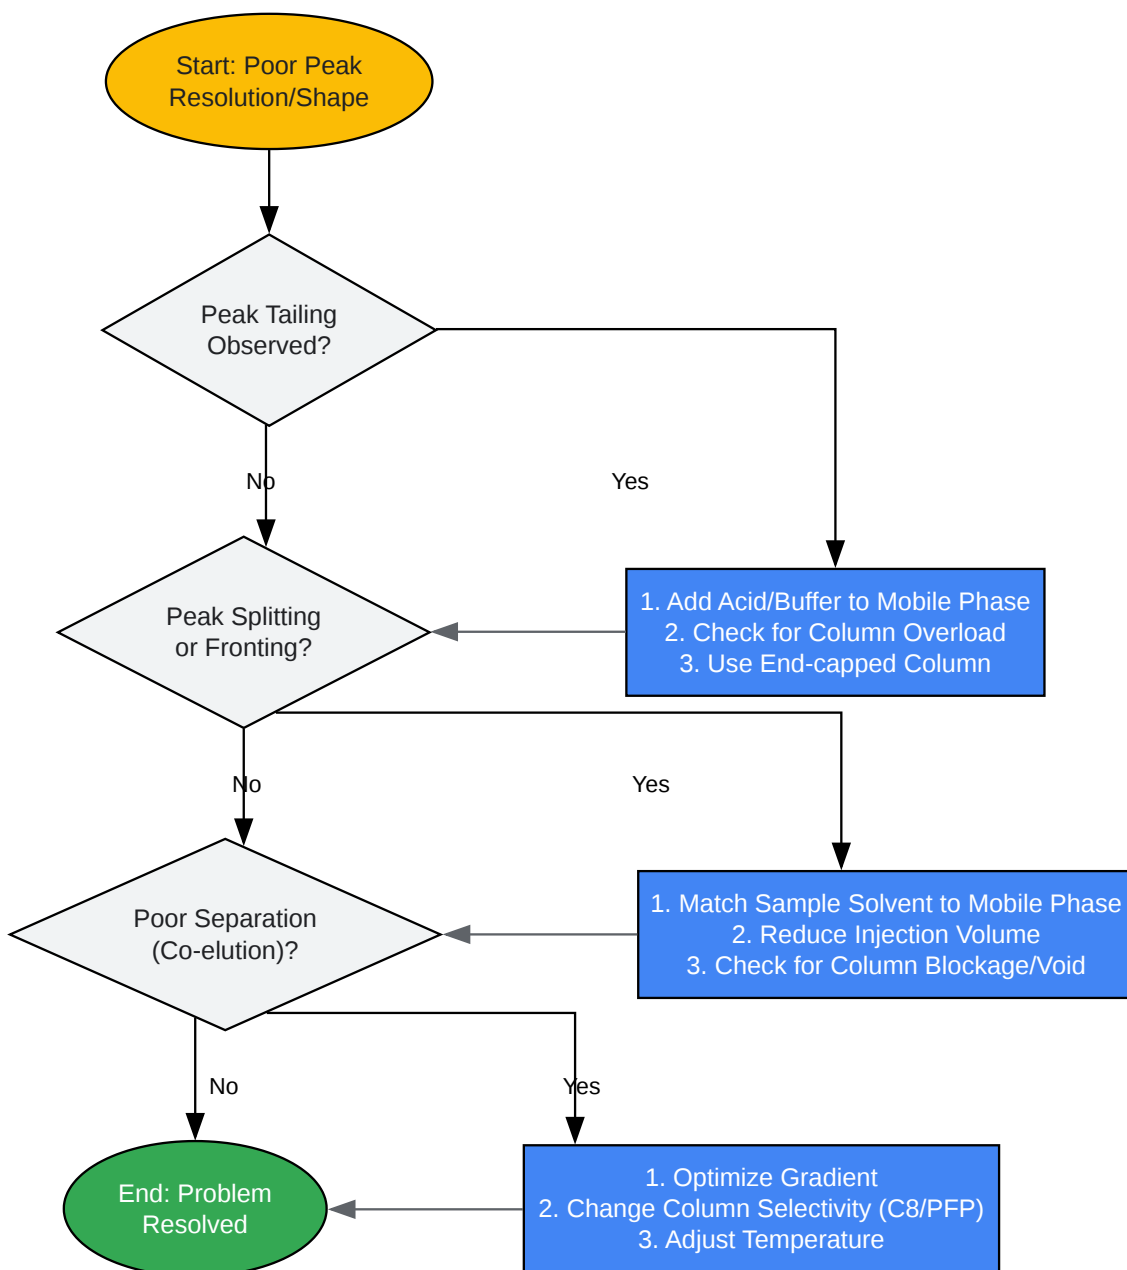 Start: Poor Peak
Resolution/Shape
Peak Tailing
Observed?
No
Yes
Peak Splitting
or Fronting?
1. Add Acid/Buffer to Mobile Phase
2. Check for Column Overload
3. Use End-capped Column
No
Yes
Poor Separation
(Co-elution)?
1. Match Sample Solvent to Mobile Phase
2. Reduce Injection Volume
3. Check for Column Blockage/Void
No
Yes
End: Problem
Resolved
1. Optimize Gradient
2. Change Column Selectivity (C8/PFP)
3. Adjust Temperature